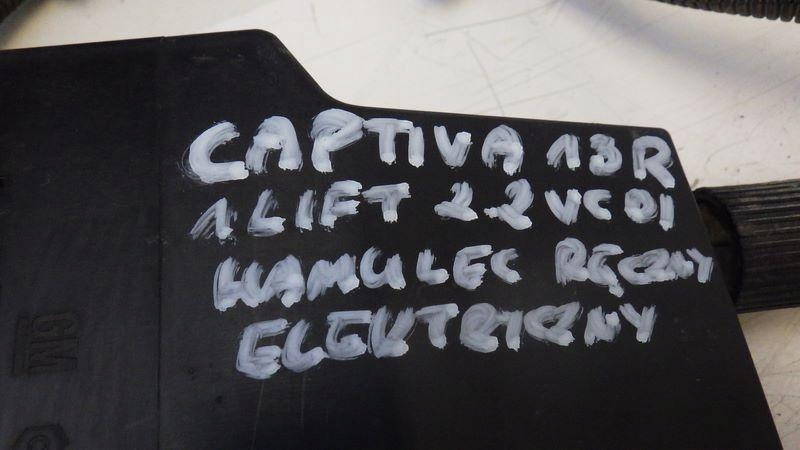 CAPTIVA 13R
1 LIFT 2.2 VCDI
HAMULEC RĘCZNY
ELEKTRYCZNY
GM